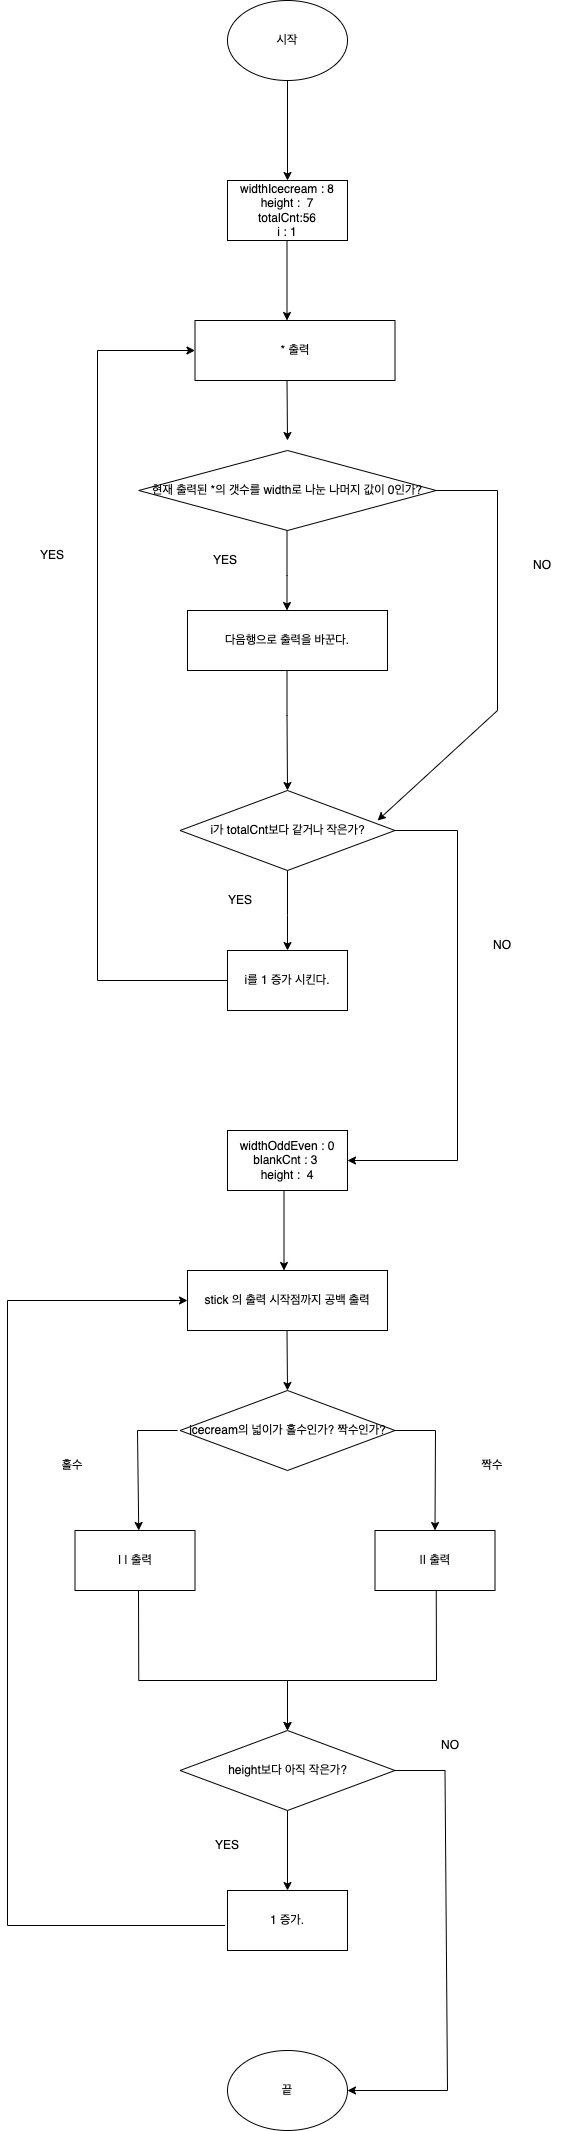 시작
widthIcecream : 8
height :  7
totalCnt:56
i : 1
* 출력
현재 출력된 *의 갯수를 width로 나눈 나머지 값이 0인가?
YES
YES
NO
다음행으로 출력을 바꾼다.
i가 totalCnt보다 같거나 작은가?
YES
NO
i를 1 증가 시킨다.
widthOddEven : 0
blankCnt : 3
height :  4
stick 의 출력 시작점까지 공백 출력
icecream의 넓이가 홀수인가? 짝수인가?
홀수
짝수
I I 출력
II 출력
height보다 아직 작은가?
NO
YES
1 증가.
끝